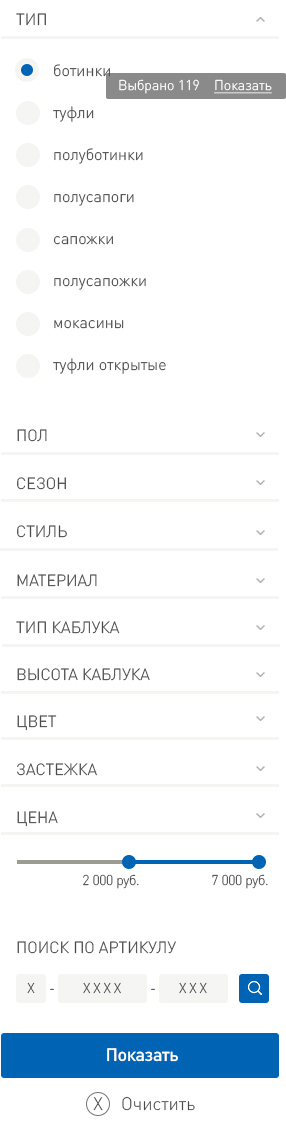 ТИП
ботинки
Выбрано 119 Показать
туфли
полуботинки
полусапоги
сапожки
полусапожки
мокасины
туфли открытые
ПОЛ
СЕЗОН
СТИЛЬ
МАТЕРИАЛ
ТИП КАБЛУКА
ВЫСОТА КАБЛУКА
ЦВЕТ
ЗАСТЕЖКА
ЦЕНА
2 000 руб. 7 000 руб.
ПОИСК ПО АРТИКУЛУ
X - XXXX - XXX
Показать
X Очистить